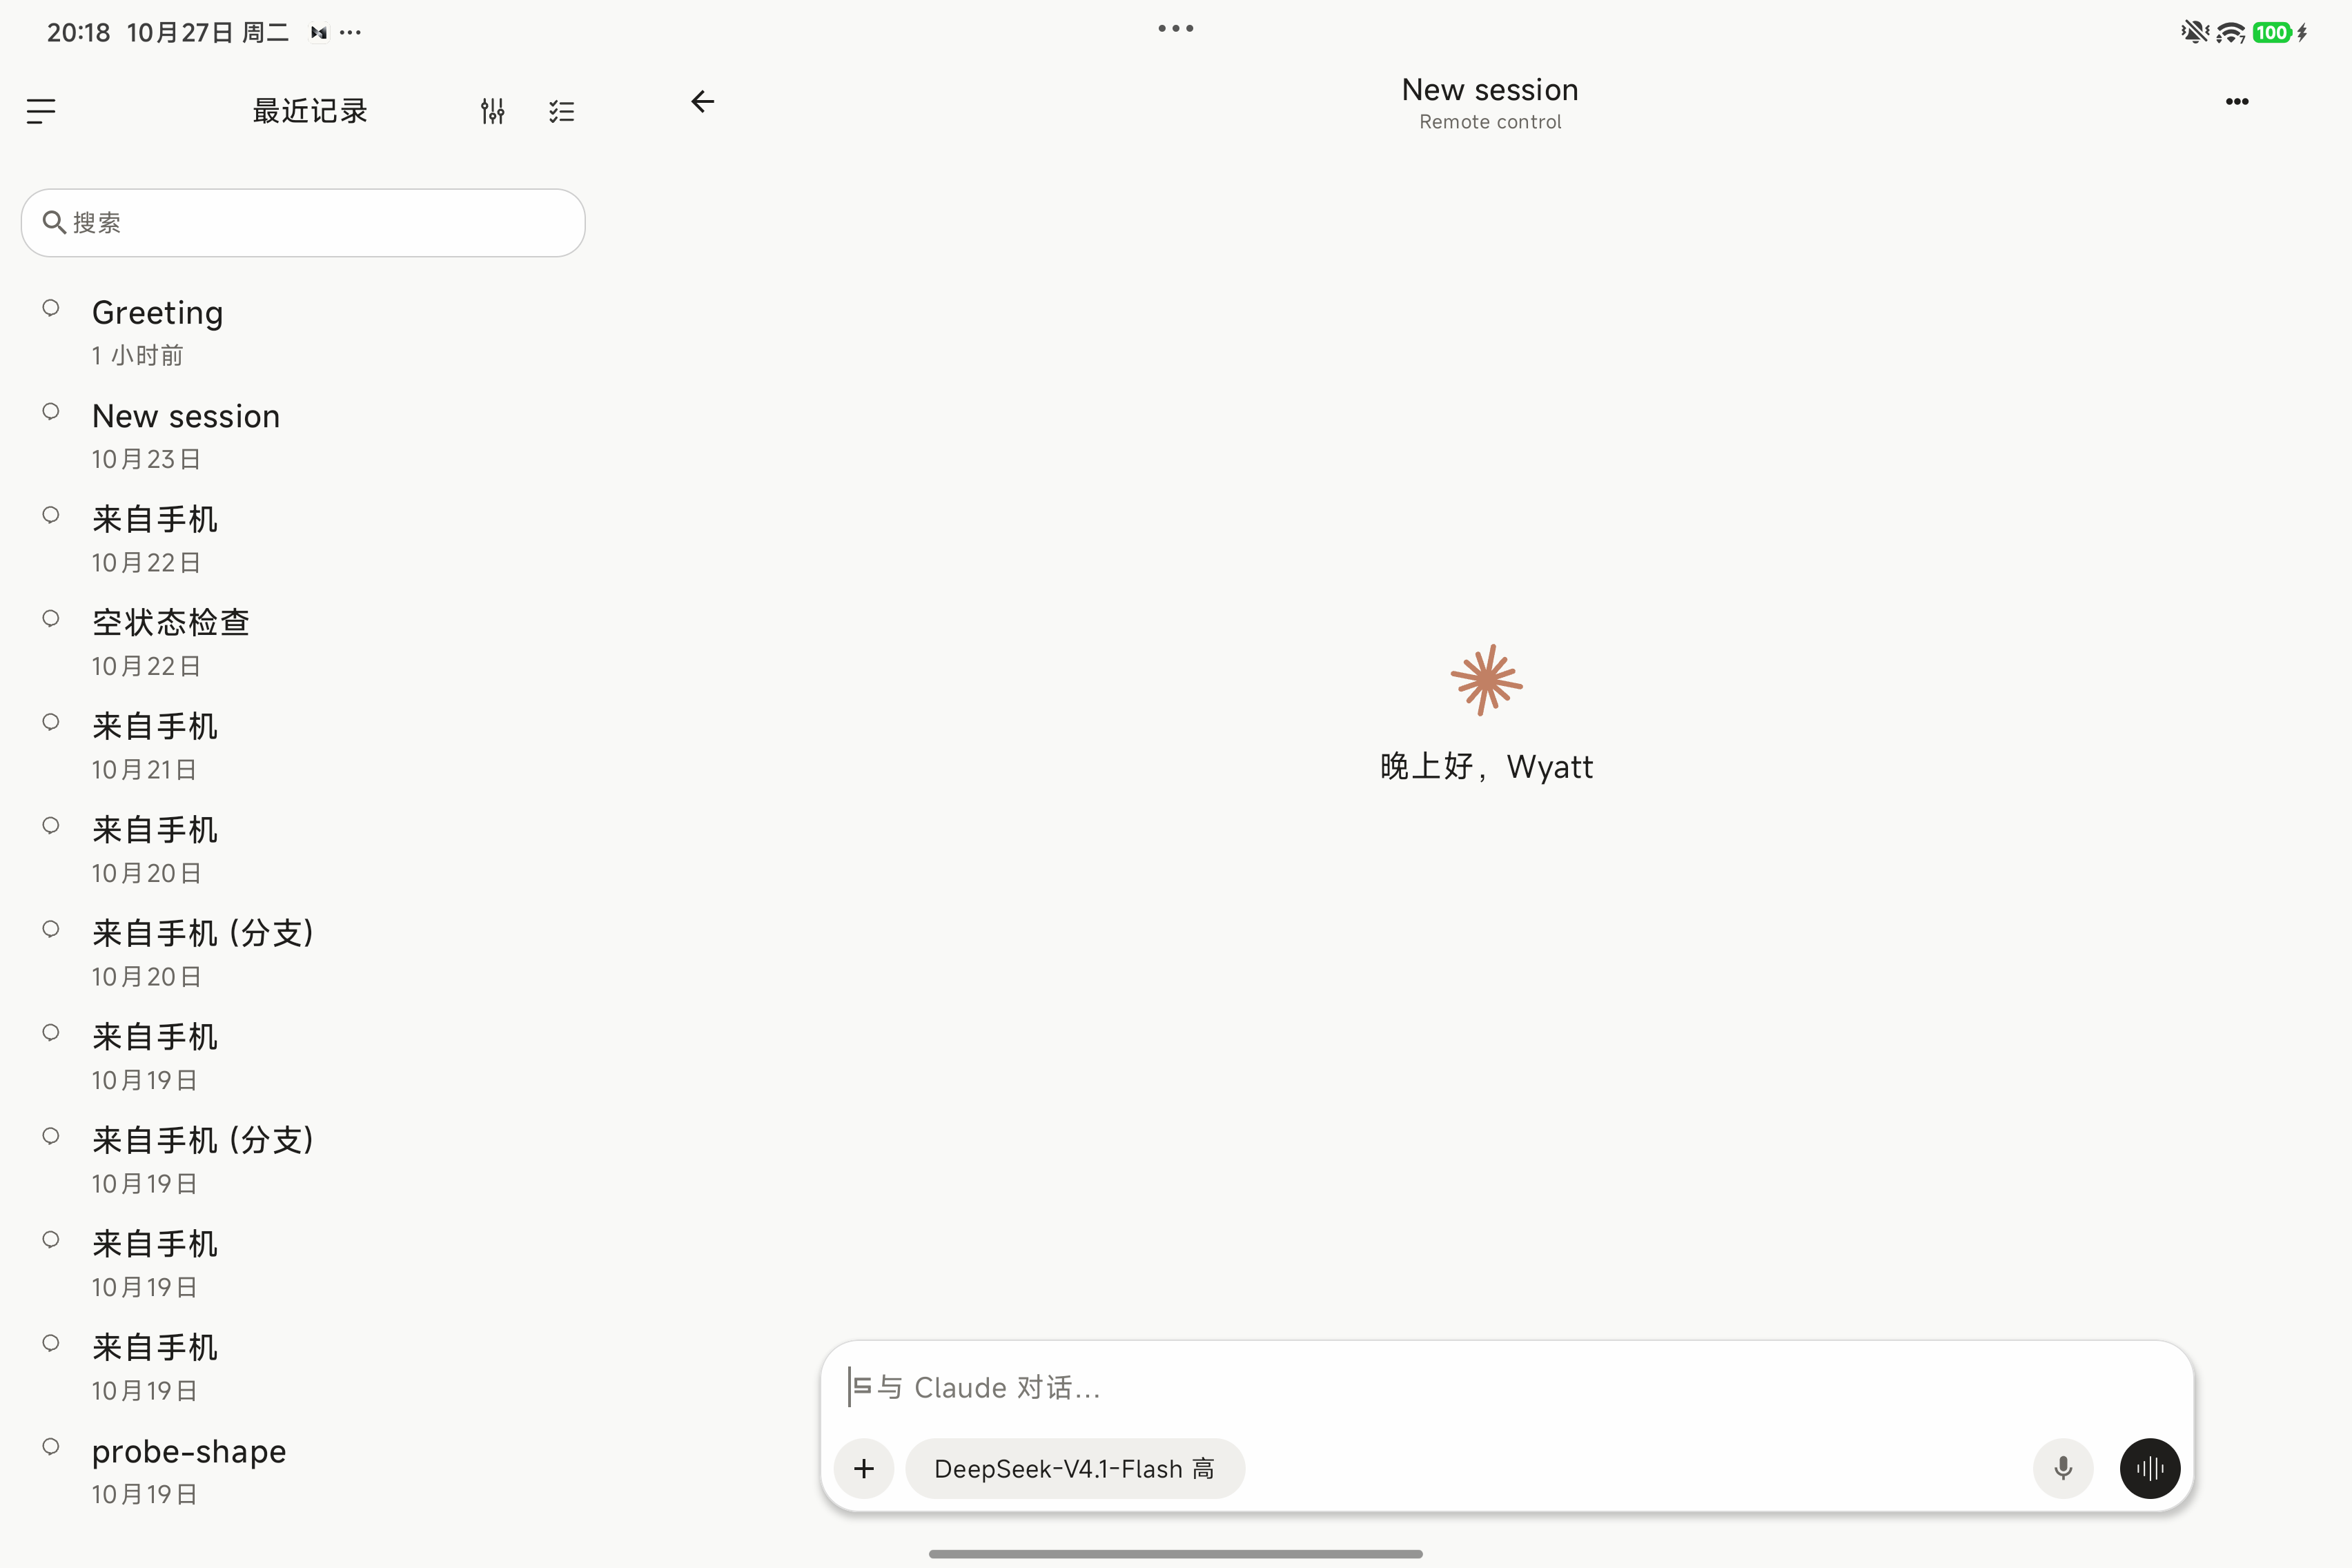 20:18 10月27日 周二
100
最近记录
搜索
Greeting
1 小时前
New session
10月23日
来自手机
10月22日
空状态检查
10月22日
来自手机
10月21日
来自手机
10月20日
来自手机 (分支)
10月20日
来自手机
10月19日
来自手机 (分支)
10月19日
来自手机
10月19日
来自手机
10月19日
probe-shape
10月19日
New session
Remote control
晚上好，Wyatt
与 Claude 对话...
DeepSeek-V4.1-Flash 高